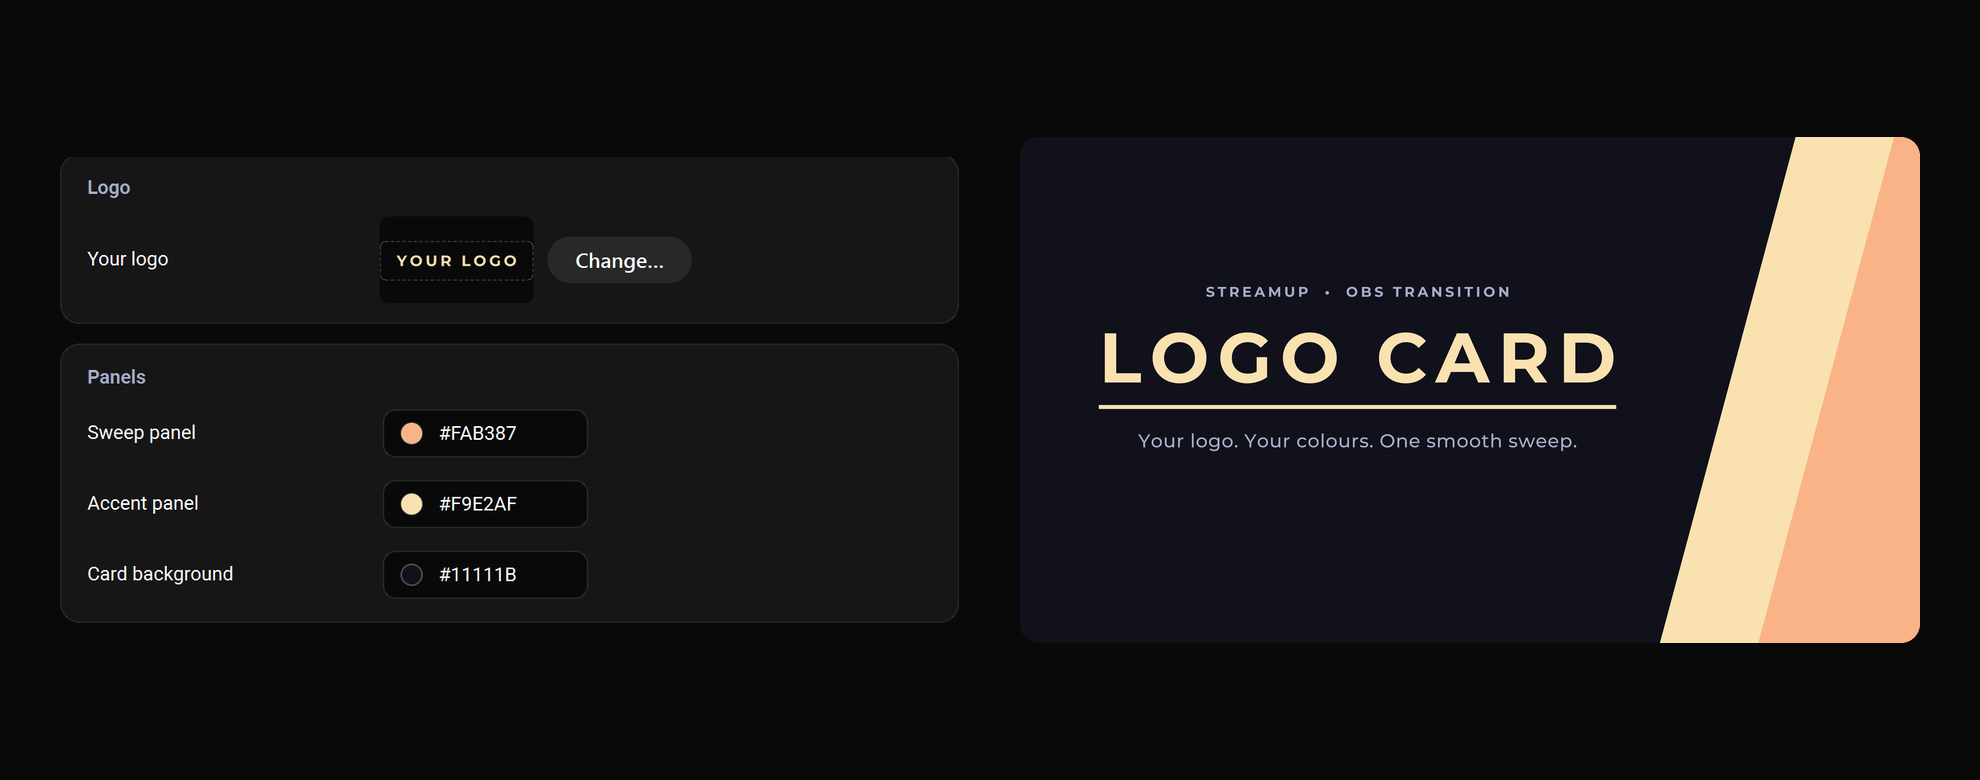 Logo
Your logo
YOUR LOGO
Change...
Panels
Sweep panel
#FAB387
Accent panel
#F9E2AF
Card background
#11111B
STREAMUP • OBS TRANSITION
LOGO CARD
Your logo. Your colours. One smooth sweep.